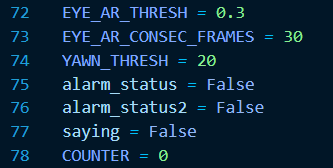 72 EYE_AR_THRESH = 0.3
73 EYE_AR_CONSEC_FRAMES = 30
74 YAWN_THRESH = 20
75 alarm_status = False
76 alarm_status2 = False
77 saying = False
78 COUNTER = 0